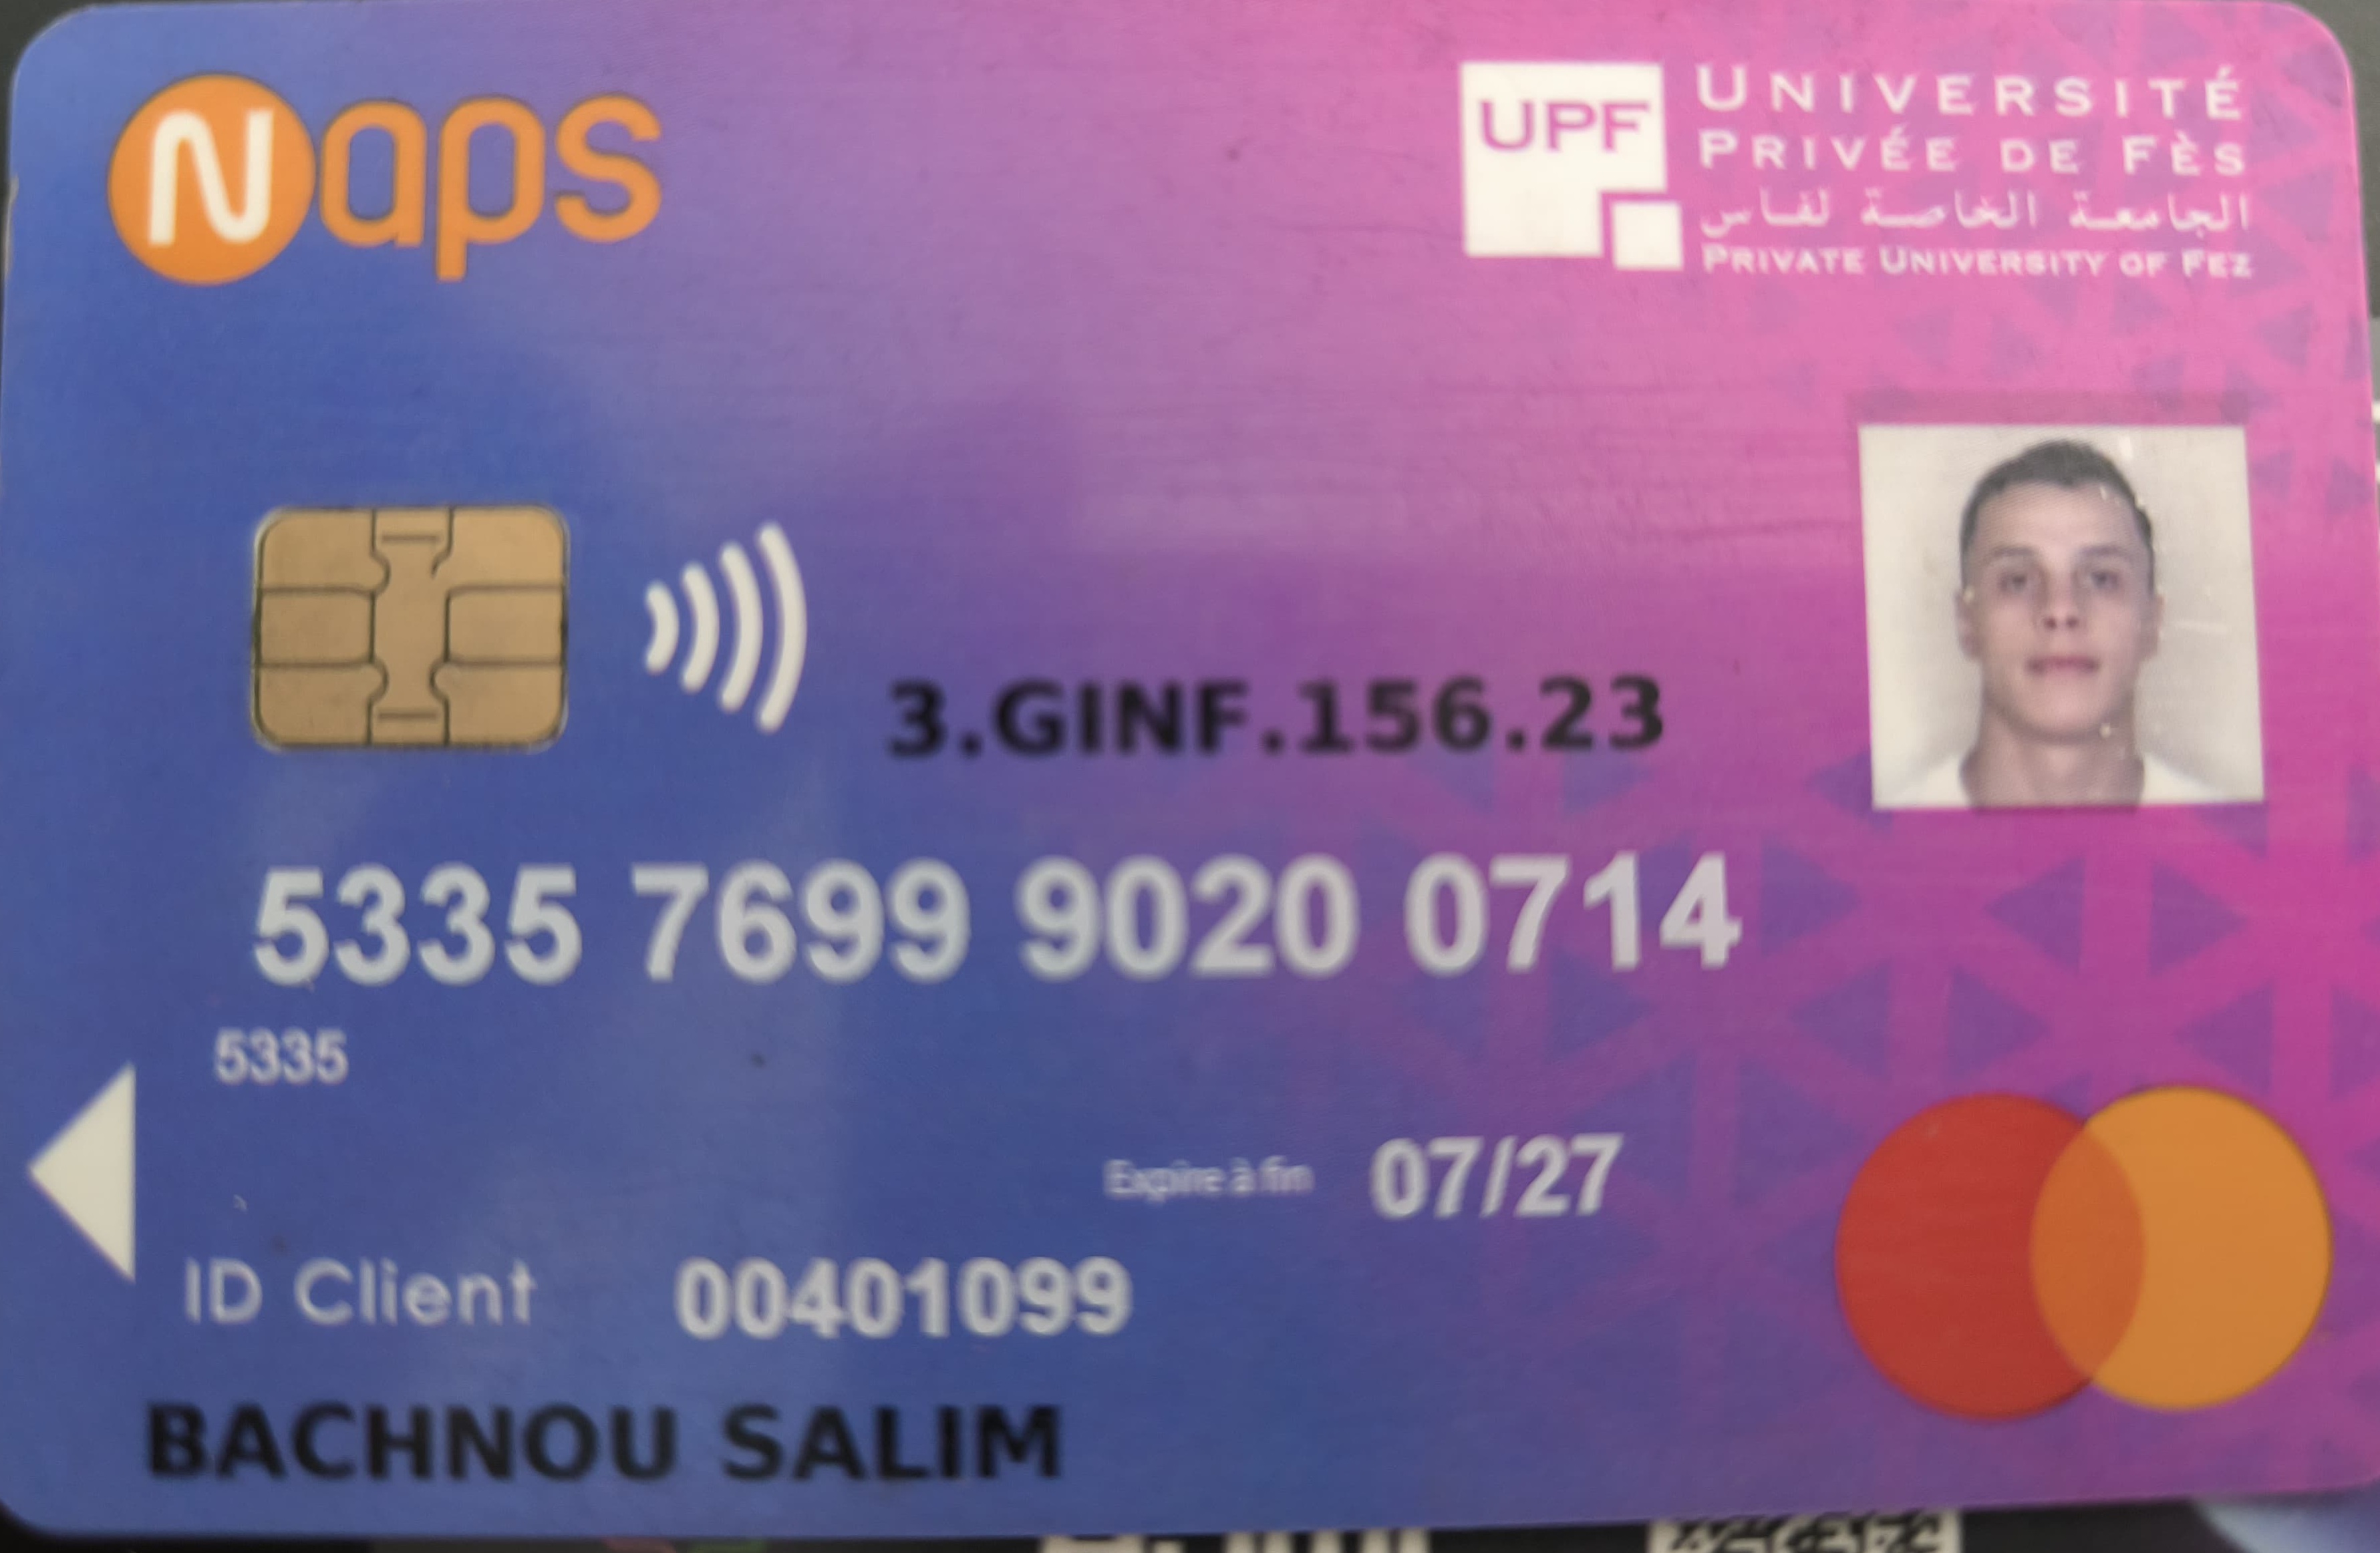 Naps
UPF
UNIVERSITÉ
PRIVÉE DE FÈS
الجامعة الخاصة لفاس
PRIVATE UNIVERSITY OF FEZ
3.GINF.156.23
5335 7699 9020 0714
5335
Expire à fin 07/27
ID Client 00401099
BACHNOU SALIM